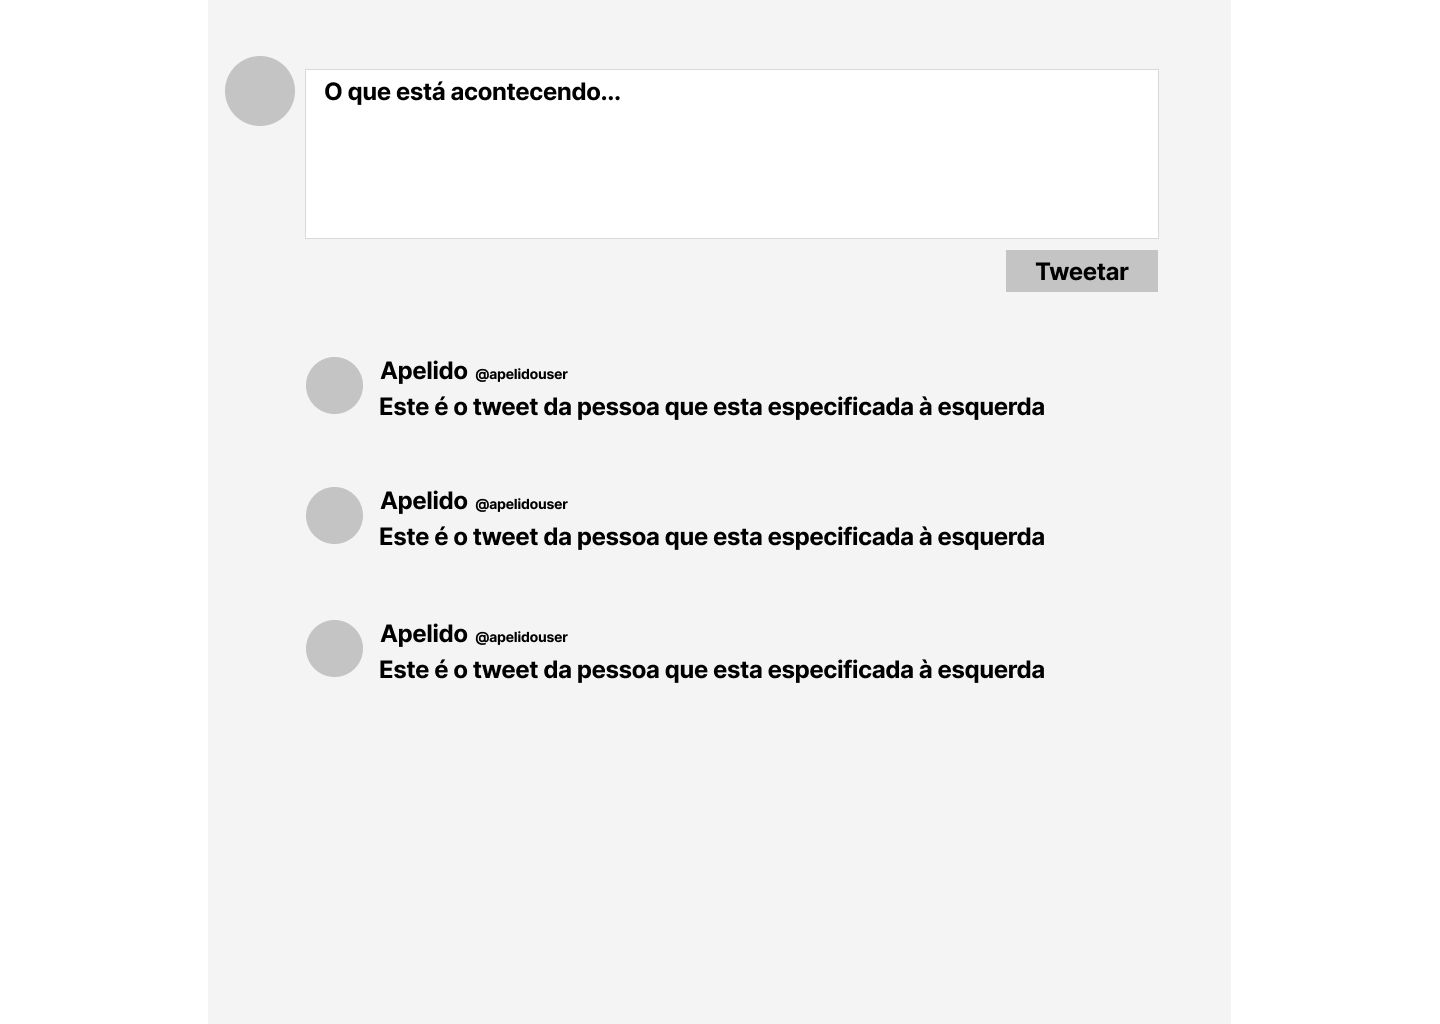 O que está acontecendo...
Tweetar
Apelido @apelidouser
Este é o tweet da pessoa que esta especificada à esquerda
Apelido @apelidouser
Este é o tweet da pessoa que esta especificada à esquerda
Apelido @apelidouser
Este é o tweet da pessoa que esta especificada à esquerda